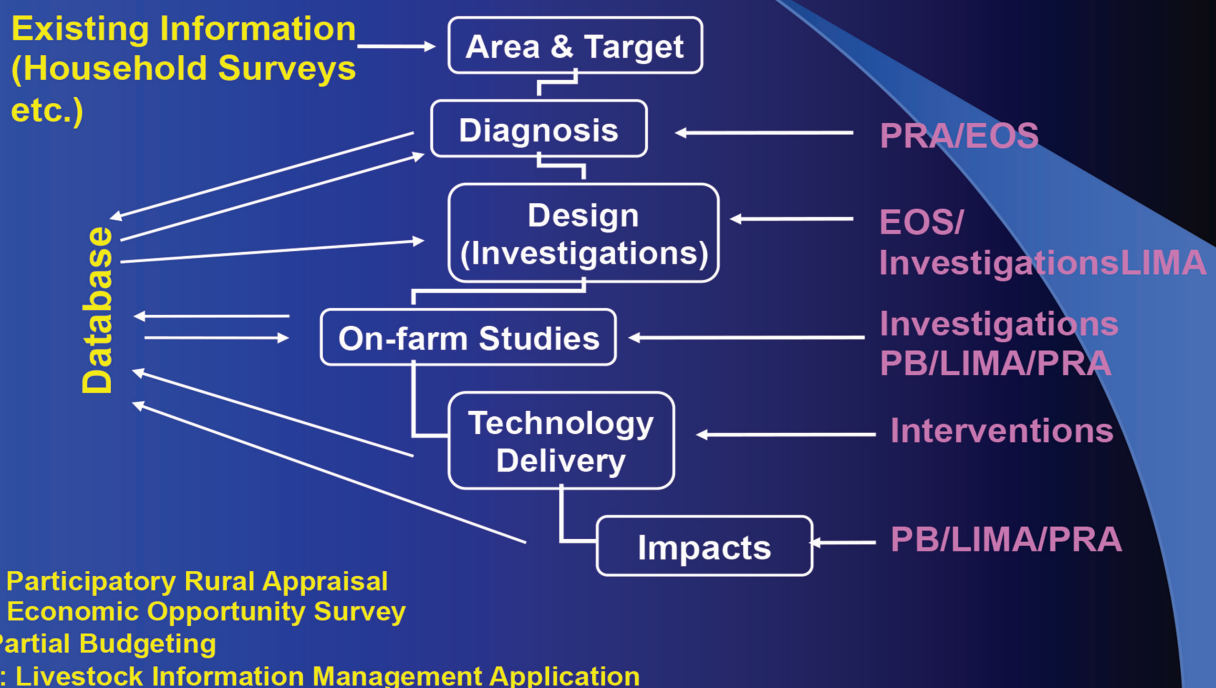 Existing Information
(Household Surveys
etc.)
Area & Target
Diagnosis
PRA/EOS
Design
(Investigations)
EOS/
InvestigationsLIMA
Database
On-farm Studies
Investigations
PB/LIMA/PRA
Technology
Delivery
Interventions
Impacts
PB/LIMA/PRA
Participatory Rural Appraisal
Economic Opportunity Survey
Partial Budgeting
: Livestock Information Management Application